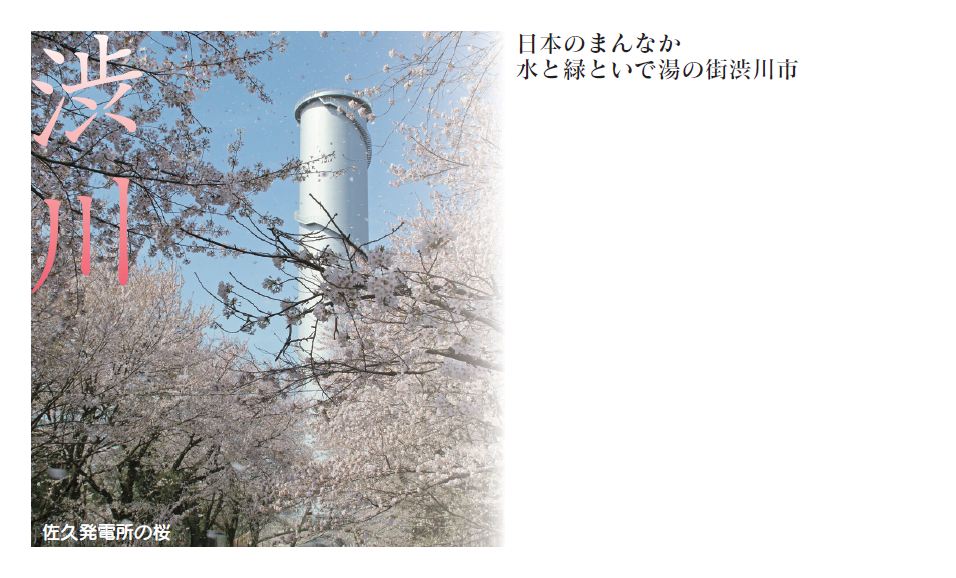 渋川
日本のまんなか
水と緑といで湯の街渋川市
佐久発電所の桜